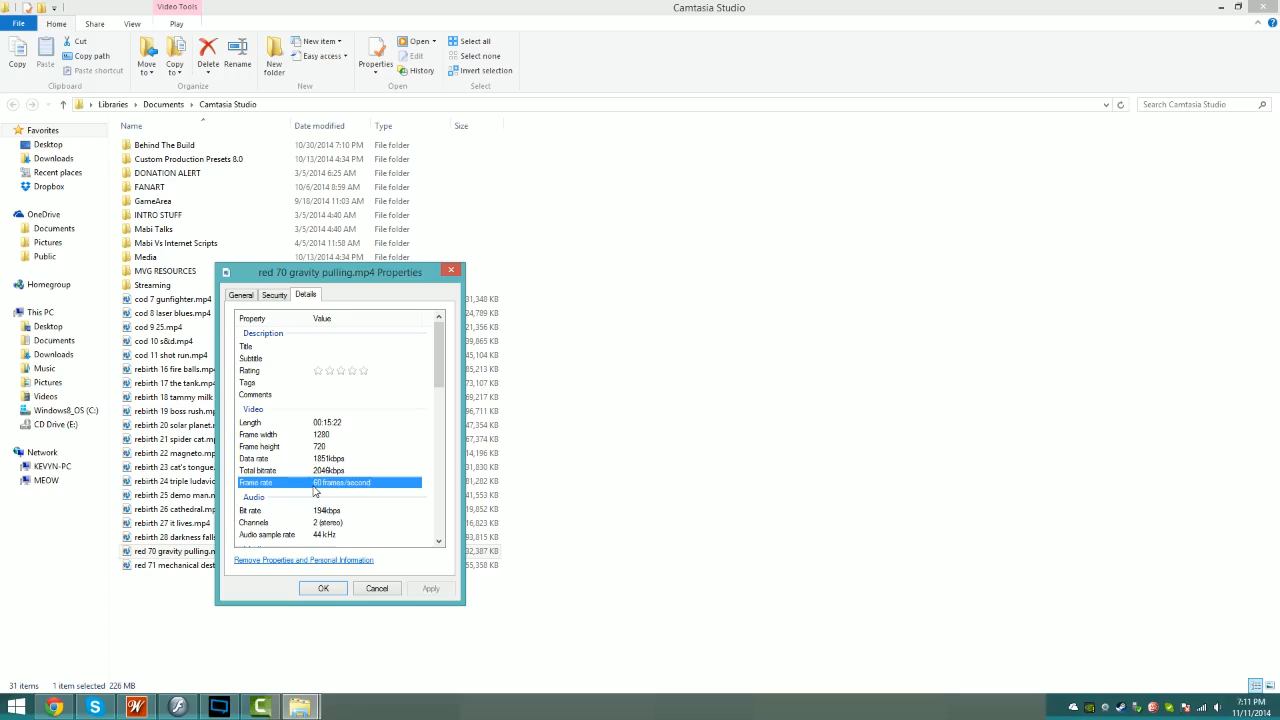 Video Tools
Camtasia Studio
File
Home
Share
View
Play
Copy
Paste
Cut
Copy path
Paste shortcut
Clipboard
Move to
Copy to
Delete
Rename
Organize
New folder
New item
Easy access
New
Properties
Open
Edit
History
Open
Select all
Select none
Invert selection
Select
Libraries
Documents
Camtasia Studio
Search Camtasia Studio
Favorites
Desktop
Downloads
Recent places
Dropbox
OneDrive
Documents
Pictures
Public
Homegroup
This PC
Desktop
Documents
Downloads
Music
Pictures
Videos
Windows8_OS (C:)
CD Drive (E:)
Network
KEVYN-PC
MEOW
Name Date modified Type Size
Behind The Build 10/30/2014 7:10 PM File folder
Custom Production Presets 8.0 10/13/2014 4:34 PM File folder
DONATION ALERT 3/5/2014 6:25 AM File folder
FANART 10/6/2014 8:59 AM File folder
GameArea 9/18/2014 11:03 AM File folder
INTRO STUFF 3/5/2014 4:40 AM File folder
Mabi Talks 3/5/2014 4:40 AM File folder
Mabi Vs Internet Scripts 4/5/2014 11:58 AM File folder
Media 10/13/2014 4:34 PM File folder
MVG RESOURCES
Streaming
cod 7 gunfighter.mp4 31,348 KB
cod 8 laser blues.mp4 24,789 KB
cod 9 25.mp4 21,356 KB
cod 10 s&d.mp4 39,865 KB
cod 11 shot run.mp4 45,104 KB
rebirth 16 fire balls.mp4 85,213 KB
rebirth 17 the tank.mp4 73,107 KB
rebirth 18 tammy milk 69,217 KB
rebirth 19 boss rush.mp 96,711 KB
rebirth 20 solar planet. 47,354 KB
rebirth 21 spider cat.mp 67,374 KB
rebirth 22 magician.mp4 14,196 KB
rebirth 23 cat's tongue. 31,830 KB
rebirth 24 triple ludovic 81,282 KB
rebirth 25 demo man.m 41,553 KB
rebirth 26 cathedral.mp4 19,852 KB
rebirth 27 it lives.mp4 16,823 KB
rebirth 28 darkness falls 93,815 KB
red 70 gravity pulling.m 32,387 KB
red 71 mechanical dest 55,358 KB
red 70 gravity pulling.mp4 Properties
General
Security
Details
Property Value
Description
Title
Subtitle
Rating
Tags
Comments
Video
Length 00:15:22
Frame width 1280
Frame height 720
Data rate 1851kbps
Total bitrate 2046kbps
Frame rate 60 frames/second
Audio
Bit rate 194kbps
Channels 2 (stereo)
Audio sample rate 44 kHz
Remove Properties and Personal Information
OK
Cancel
Apply
31 items 1 item selected 226 MB
7:11 PM
11/11/2014